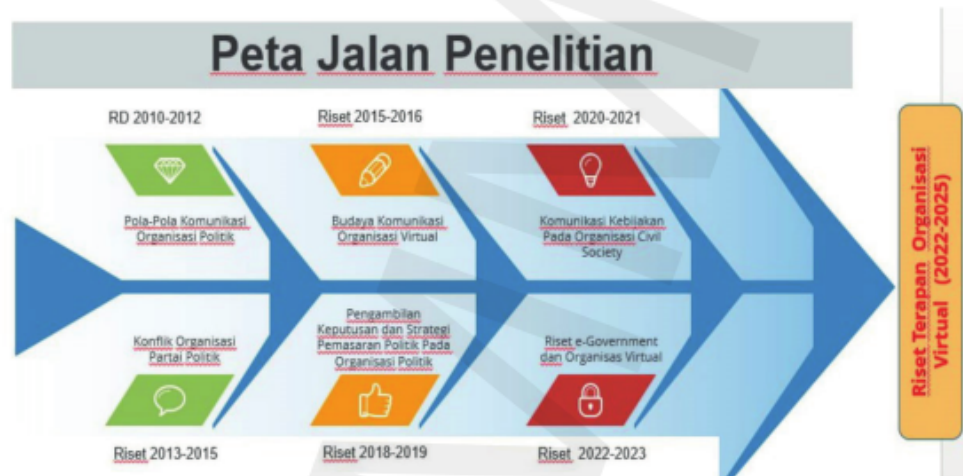 Peta Jalan Penelitian
RD 2010-2012
Riset 2015-2016
Riset 2020-2021
Pola-Pola Komunikasi
Organisasi Politik
Budaya Komunikasi
Organisasi Virtual
Komunikasi Kebijakan
Pada Organisasi Civil
Society
Konflik Organisasi
Partai Politik
Pengambilan
Keputusan dan Strategi
Pemasaran Politik Pada
Organisasi Politik
Riset e-Government
dan Organisas Virtual
Riset 2013-2015
Riset 2018-2019
Riset 2022-2023
Riset Terapan Organisasi
Virtual (2022-2025)